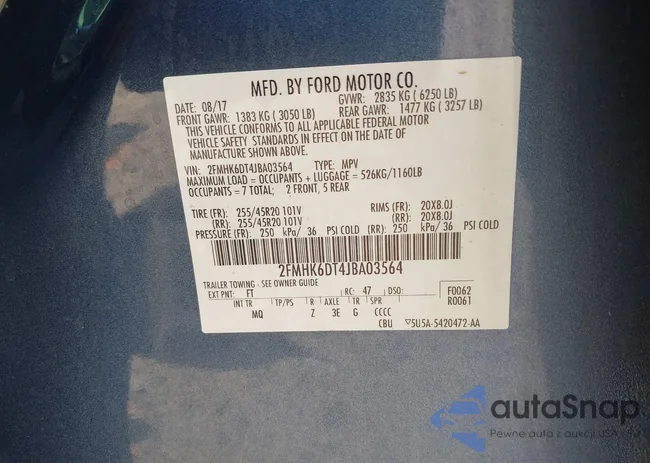 MFD. BY FORD MOTOR CO.
DATE: 08/17 GVWR: 2835 KG ( 6250 LB)
FRONT GAWR: 1383 KG ( 3050 LB) REAR GAWR: 1477 KG ( 3257 LB)
THIS VEHICLE CONFORMS TO ALL APPLICABLE FEDERAL MOTOR
VEHICLE SAFETY STANDARDS IN EFFECT ON THE DATE OF
MANUFACTURE SHOWN ABOVE.
VIN: 2FMHK6DT4JBA03564 TYPE: MPV
MAXIMUM LOAD = OCCUPANTS + LUGGAGE = 526KG/1160LB
OCCUPANTS = 7 TOTAL; 2 FRONT, 5 REAR
TIRE (FR): 255/45R20 101V RIMS (FR): 20X8.0J
(RR): 255/45R20 101V (RR): 20X8.0J
PRESSURE (FR): 250 kPa/ 36 PSI COLD (RR): 250 kPa/ 36 PSI COLD
2FMHK6DT4JBA03564
TRAILER TOWING - SEE OWNER GUIDE
EXT PNT: FT RC: 47 DSO: F0062
INT TR TP/PS R AXLE TR SPR R0061
MQ Z 3E G CCCC
CBU 5U5A-5420472-AA
autaSnap
Pewne auta z aukcji USA